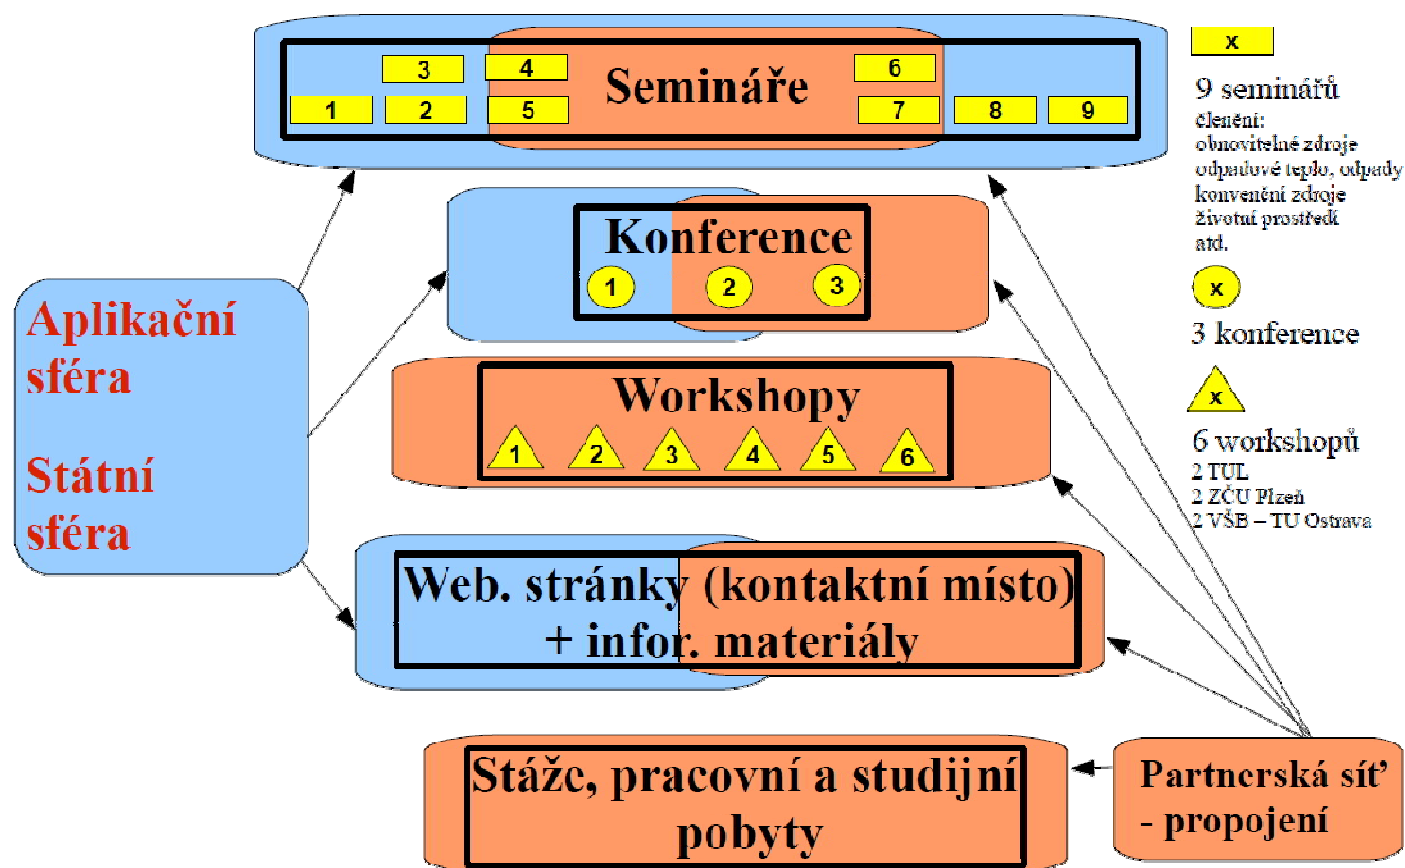 Semináře
3
4
6
1
2
5
7
8
9
Konference
1
2
3
Workshopy
1
2
3
4
5
6
Web. stránky (kontaktní místo)
+ infor. materiály
Stáže, pracovní a studijní
pobyty
Aplikační
sféra
Státní
sféra
Partnerská síť
- propojení
x
9 seminářů
členění:
obnovitelné zdroje
odpadové teplo, odpady
konvenční zdroje
životní prostředí
atd.
x
3 konference
x
6 workshopů
2 TUL
2 ZČU Plzeň
2 VŠB – TU Ostrava